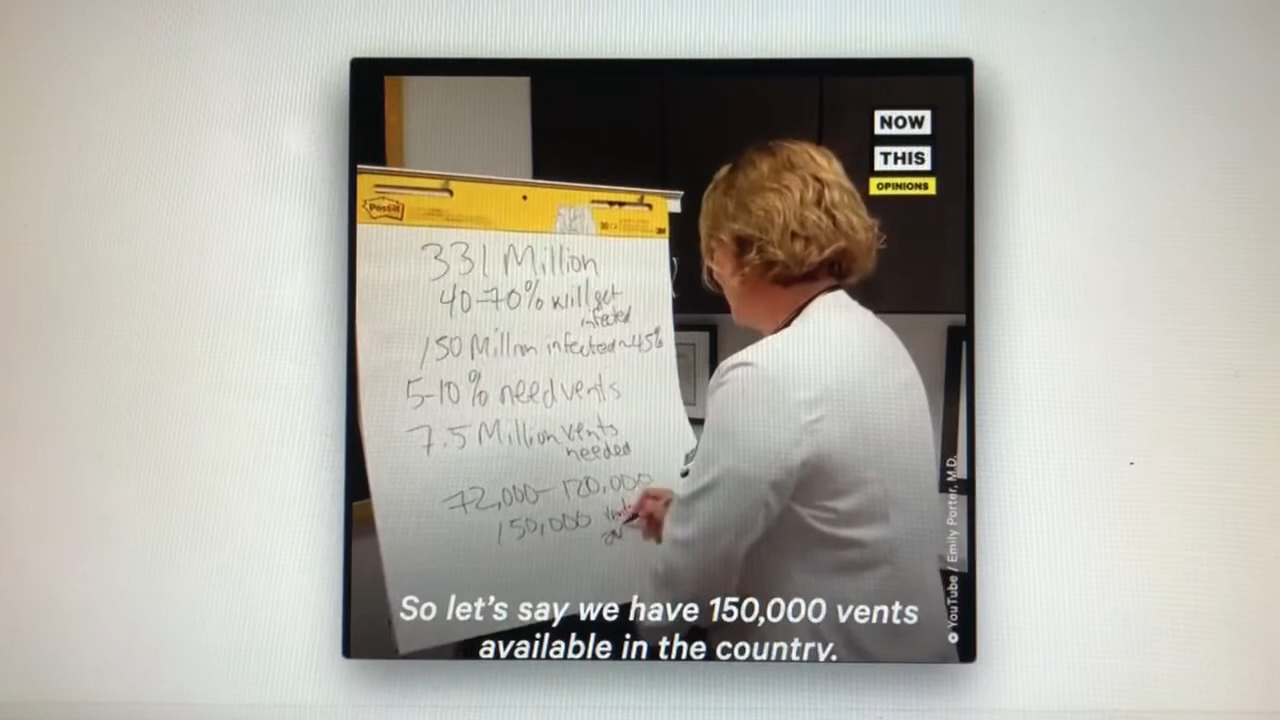 NOW
THIS
OPINIONS
Post-it
331 Million
40-70% will get
infected
150 Million infected ~45%
5-10% need vents
7.5 Million vents
needed
72,000-120,000
150,000
So let's say we have 150,000 vents
available in the country.
YouTube / Emily Porter, M.D.